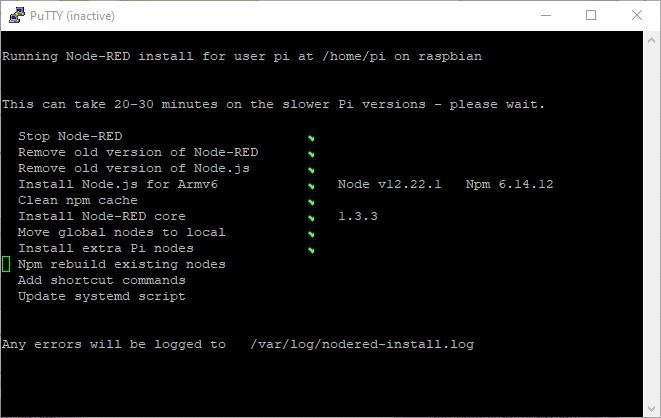 PuTTY (inactive)
Running Node-RED install for user pi at /home/pi on raspbian
This can take 20-30 minutes on the slower Pi versions - please wait.
Stop Node-RED ✔
Remove old version of Node-RED ✔
Remove old version of Node.js ✔
Install Node.js for Armv6 ✔ Node v12.22.1 Npm 6.14.12
Clean npm cache ✔
Install Node-RED core ✔ 1.3.3
Move global nodes to local ✔
Install extra Pi nodes ✔
Npm rebuild existing nodes
Add shortcut commands
Update systemd script
Any errors will be logged to /var/log/nodered-install.log